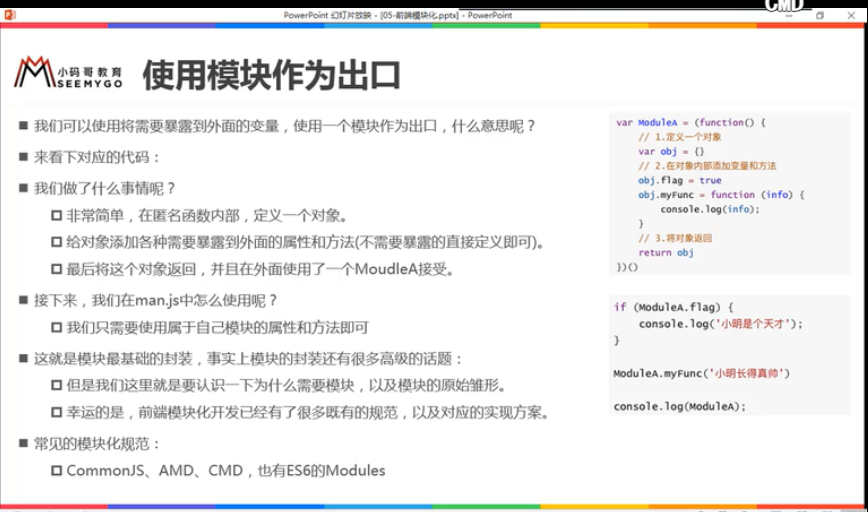 CMD
PowerPoint 幻灯片放映 - [05-前端模块化.pptx] - PowerPoint
小码哥教育
SEEMYGO
使用模块作为出口
我们可以使用将需要暴露到外面的变量，使用一个模块作为出口，什么意思呢？
来看下对应的代码：
我们做了什么事情呢？
非常简单，在匿名函数内部，定义一个对象。
给对象添加各种需要暴露到外面的属性和方法(不需要暴露的直接定义即可)。
最后将这个对象返回，并且在外面使用了一个MoudleA接受。
接下来，我们在man.js中怎么使用呢？
我们只需要使用属于自己模块的属性和方法即可
这就是模块最基础的封装，事实上模块的封装还有很多高级的话题：
但是我们这里就是要认识一下为什么需要模块，以及模块的原始雏形。
幸运的是，前端模块化开发已经有了很多既有的规范，以及对应的实现方案。
常见的模块化规范：
CommonJS、AMD、CMD，也有ES6的Modules
var ModuleA = (function() {
// 1.定义一个对象
var obj = {}
// 2.在对象内部添加变量和方法
obj.flag = true
obj.myFunc = function (info) {
console.log(info);
}
// 3.将对象返回
return obj
})()
if (ModuleA.flag) {
console.log('小明是个天才');
}
ModuleA.myFunc('小明长得真帅')
console.log(ModuleA);